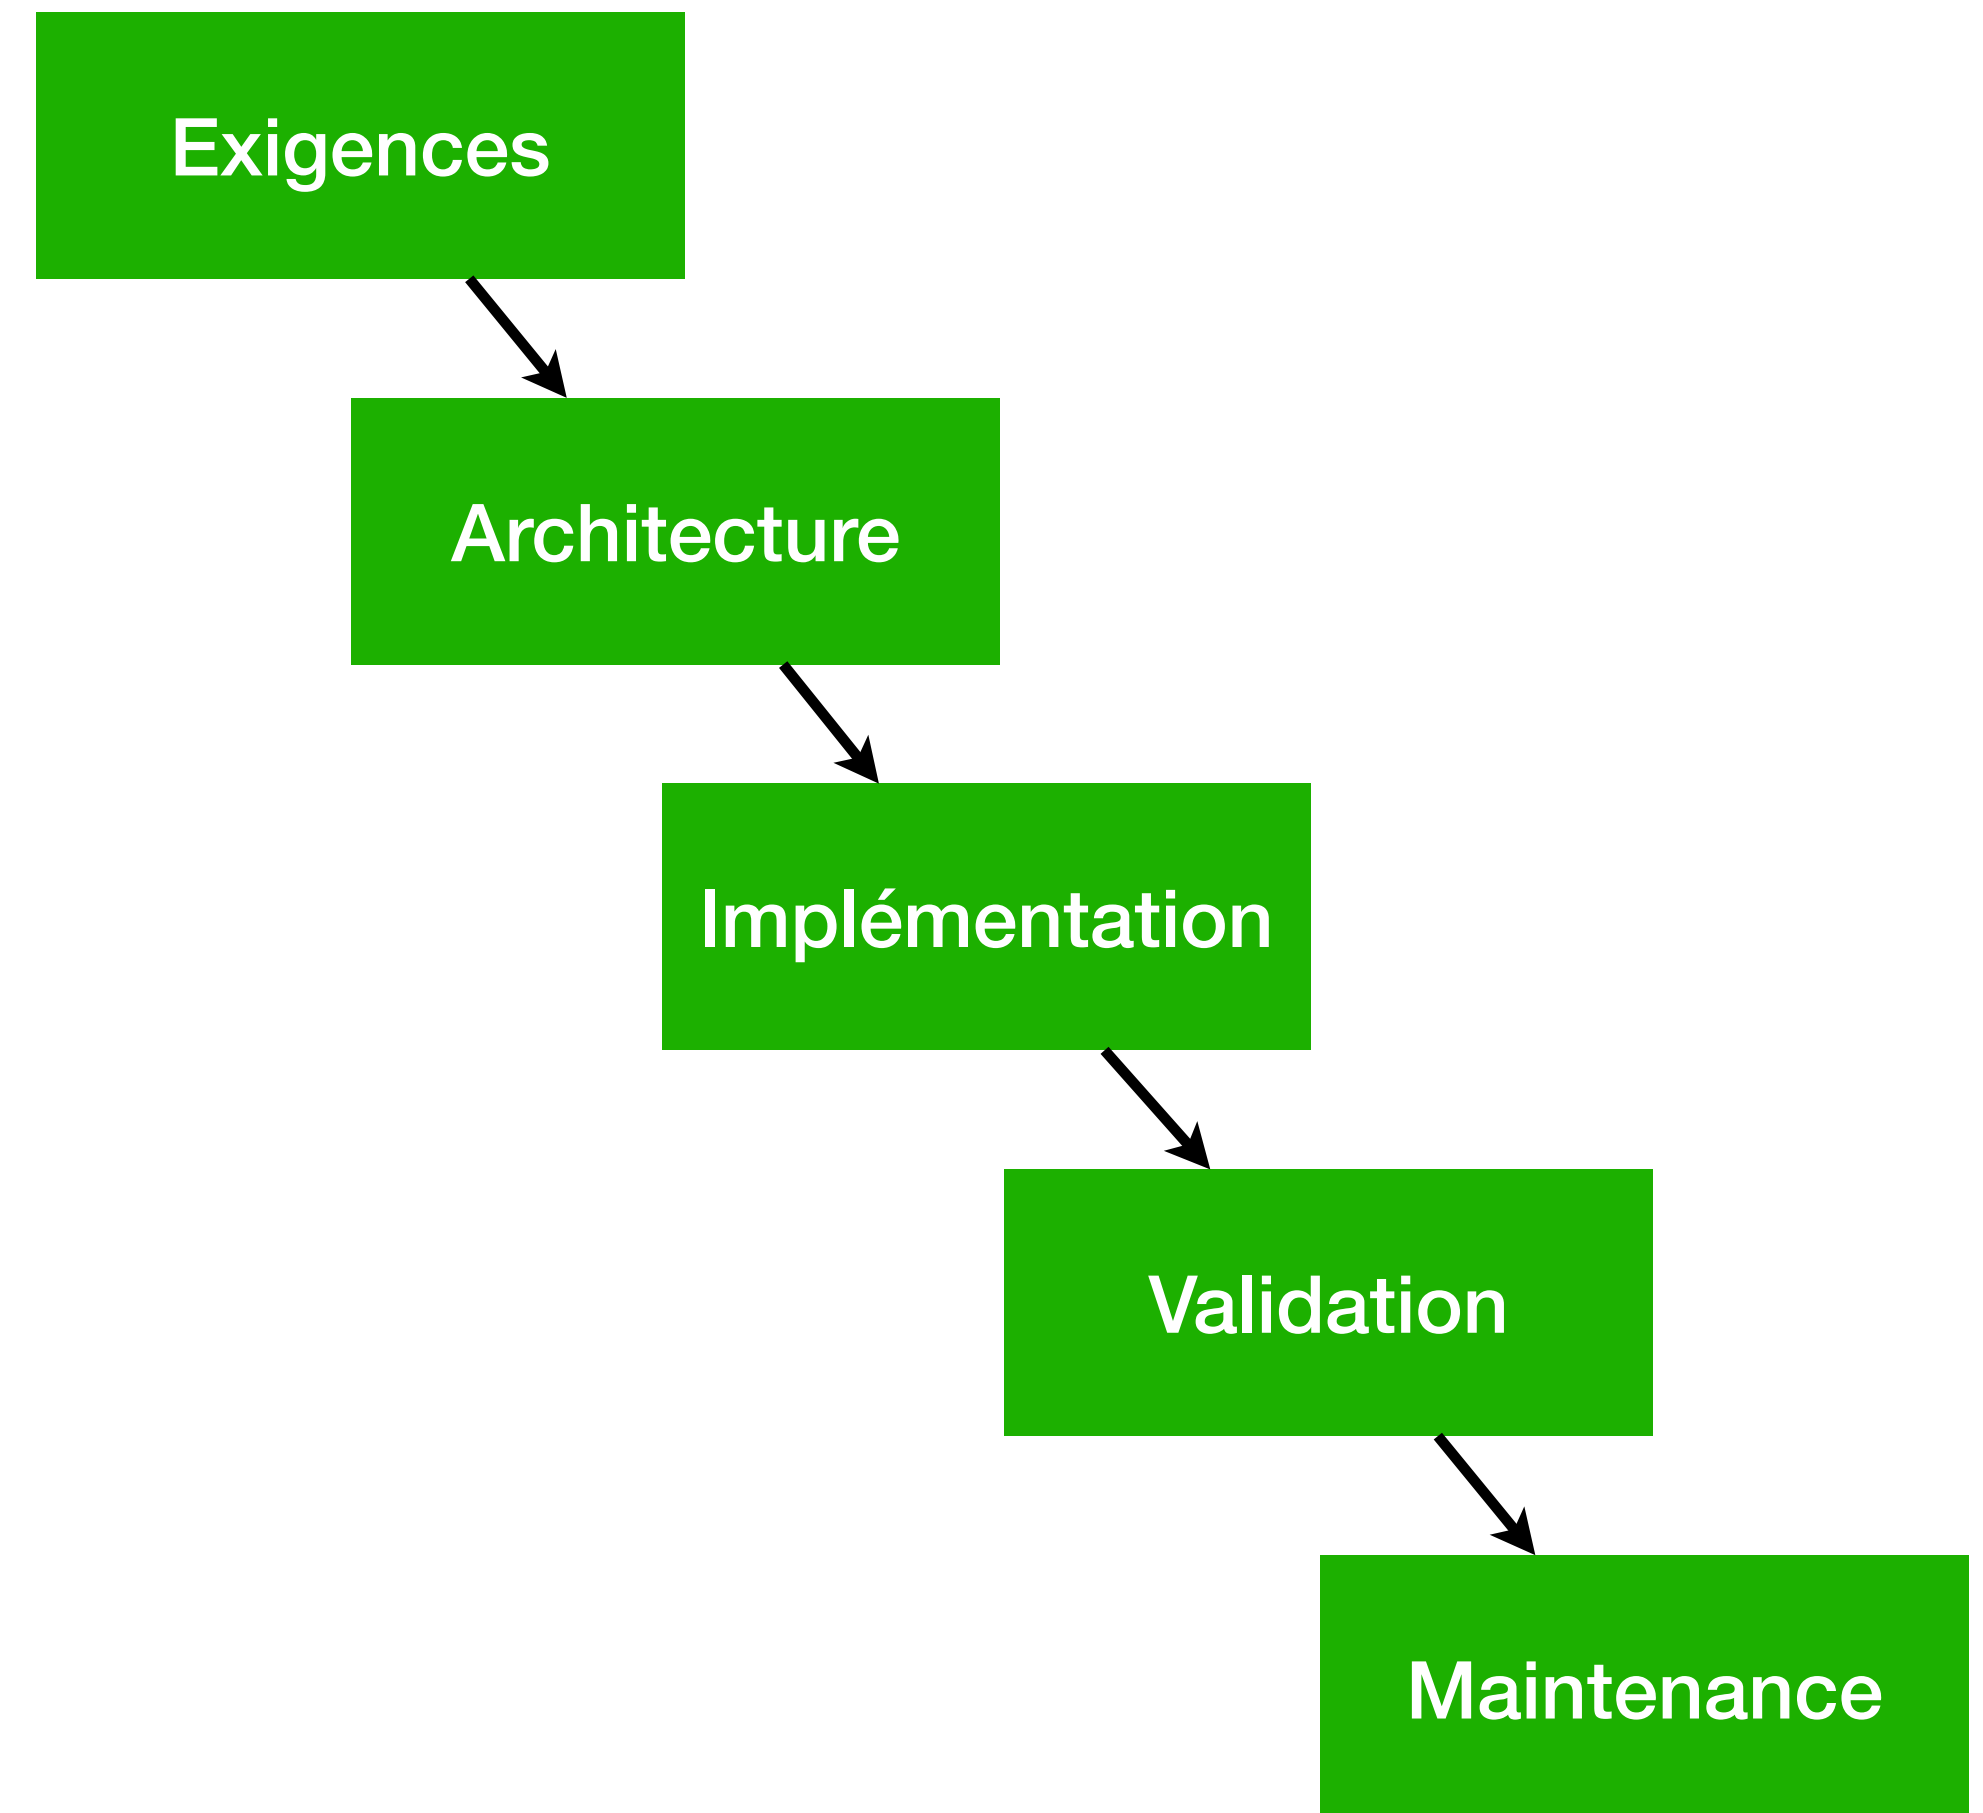 Exigences
Architecture
Implémentation
Validation
Maintenance